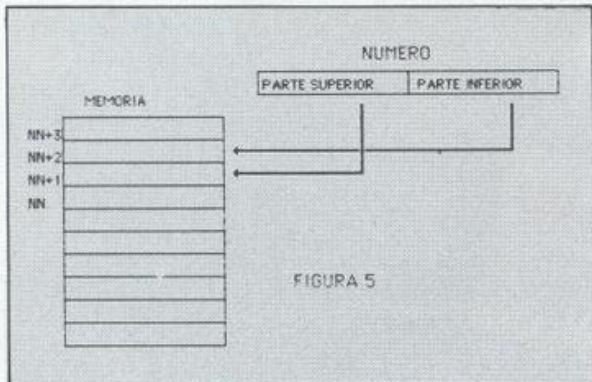 NUMERO
PARTE SUPERIOR PARTE INFERIOR
MEMORIA
NN+3
NN+2
NN+1
NN
FIGURA 5